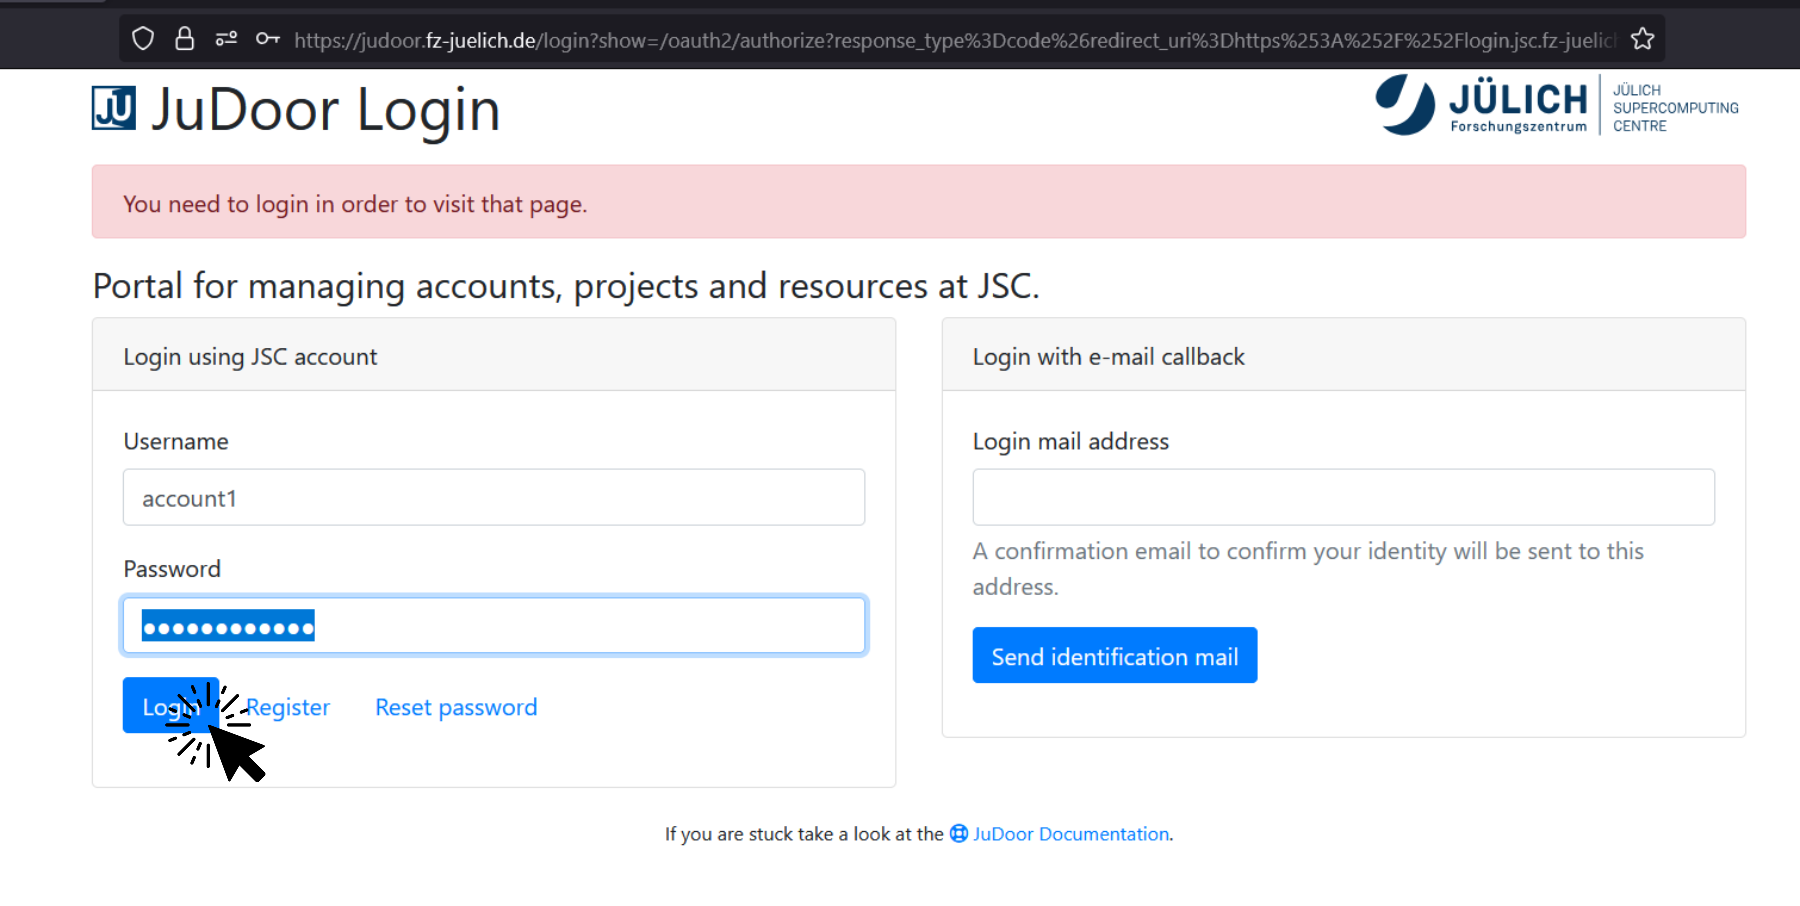 https://judoor.fz-juelich.de/login?show=/oauth2/authorize?response_type%3Dcode%26redirect_uri%3Dhttps%253A%252F%252Flogin.jsc.fz-juelic
JU JuDoor Login
JÜLICH
Forschungszentrum
JÜLICH
SUPERCOMPUTING
CENTRE
You need to login in order to visit that page.
Portal for managing accounts, projects and resources at JSC.
Login using JSC account
Username
account1
Password
Login Register Reset password
Login with e-mail callback
Login mail address
A confirmation email to confirm your identity will be sent to this
address.
Send identification mail
If you are stuck take a look at the JuDoor Documentation.